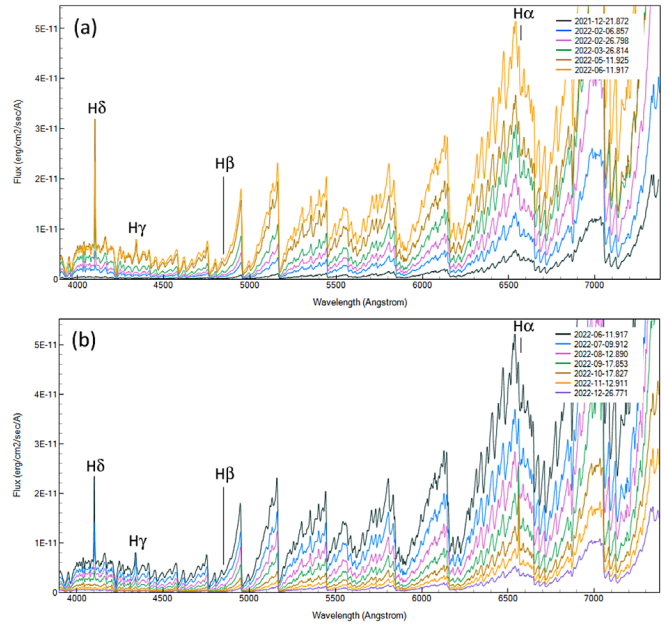 (a)
5E-11
4E-11
3E-11
2E-11
1E-11
0
Flux (erg/cm2/sec/A)
Hδ
Hγ
Hβ
Hα
2021-12-21.872
2022-02-06.857
2022-02-26.798
2022-03-26.814
2022-05-11.925
2022-06-11.917
4000 4500 5000 5500 6000 6500 7000
Wavelength (Angstrom)
(b)
5E-11
4E-11
3E-11
2E-11
1E-11
0
Flux (erg/cm2/sec/A)
Hδ
Hγ
Hβ
Hα
2022-06-11.917
2022-07-09.912
2022-08-12.890
2022-09-17.853
2022-10-17.827
2022-11-12.911
2022-12-26.771
4000 4500 5000 5500 6000 6500 7000
Wavelength (Angstrom)